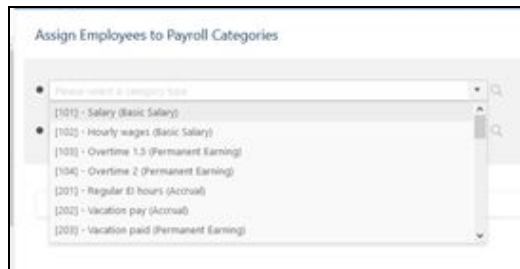 Assign Employees to Payroll Categories
Please select a category type
[101] - Salary (Basic Salary)
[102] - Hourly wages (Basic Salary)
[103] - Overtime 1.5 (Permanent Earning)
[104] - Overtime 2 (Permanent Earning)
[201] - Regular EI hours (Accrual)
[202] - Vacation pay (Accrual)
[203] - Vacation paid (Permanent Earning)